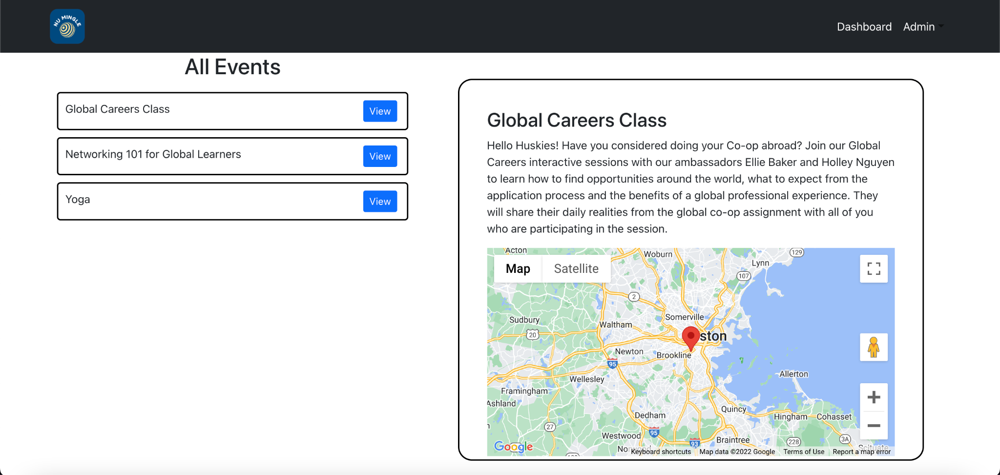 NU MINGLE
Dashboard Admin
All Events
Global Careers Class View
Networking 101 for Global Learners View
Yoga View
Global Careers Class
Hello Huskies! Have you considered doing your Co-op abroad? Join our Global
Careers interactive sessions with our ambassadors Ellie Baker and Holley Nguyen
to learn how to find opportunities around the world, what to expect from the
application process and the benefits of a global professional experience. They
will share their daily realities from the global co-op assignment with all of you
who are participating in the session.
Acton
Woburn
129
Map Satellite
Lynn
107
2
Somerville
Sudbury
Waltham
20
ston
Newton
Brookline
95
Allerton
Wellesley
Framingham
Ashland
Quincy
Dedham
Hingham Cohasset
27
Westwood
95
Braintree
93
228
3A
Scituate
Google
Norwood
Keyboard shortcuts Map data ©2022 Google Terms of Use Report a map error